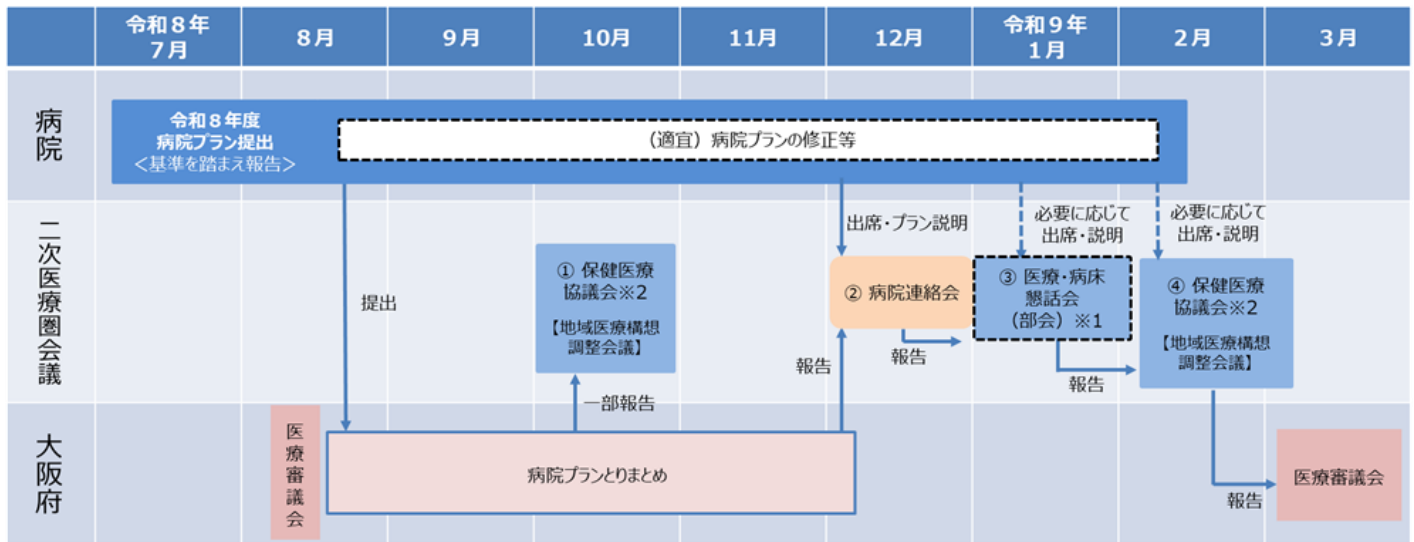 令和８年
７月
８月
９月
10月
11月
12月
令和９年
１月
２月
３月
病院
令和８年度
病院プラン提出
＜基準を踏まえ報告＞
（適宜）病院プランの修正等
二次医療圏会議
提出
① 保健医療
協議会※2
【地域医療構想
調整会議】
一部報告
出席・プラン説明
② 病院連絡会
報告
報告
必要に応じて
出席・説明
③ 医療・病床
懇話会
（部会）※1
報告
必要に応じて
出席・説明
④ 保健医療
協議会※2
【地域医療構想
調整会議】
大阪府
医療審議会
病院プランとりまとめ
報告
医療審議会